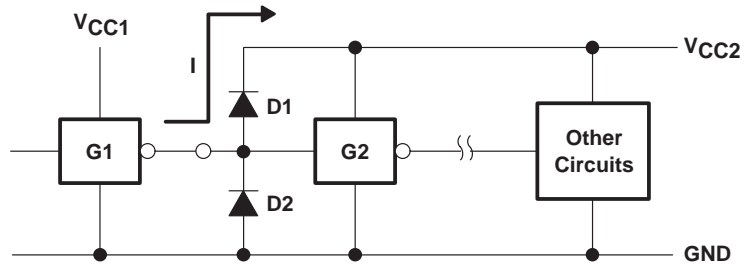 VCC1
I
VCC2
D1
G1
G2
Other
Circuits
D2
GND